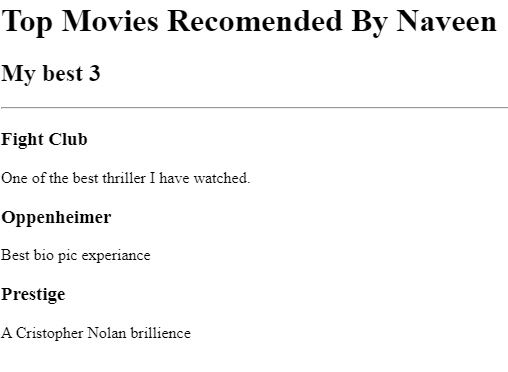 Top Movies Recomended By Naveen
My best 3
Fight Club
One of the best thriller I have watched.
Oppenheimer
Best bio pic experiance
Prestige
A Cristopher Nolan brillience